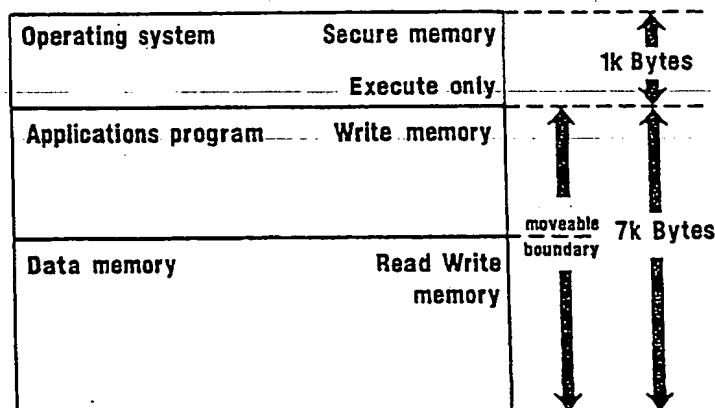 Operating system Secure memory
1k Bytes
Execute only
Applications program Write memory
moveable
boundary
7k Bytes
Data memory Read Write
memory